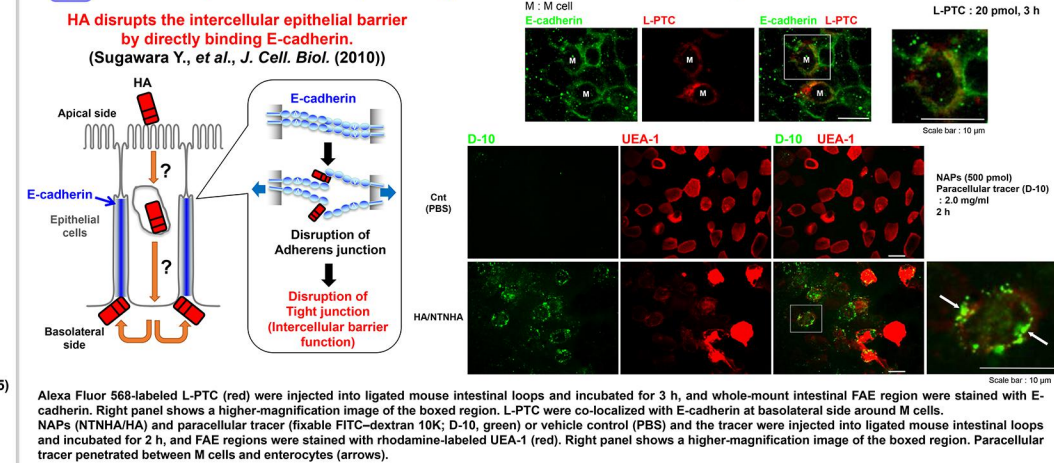 HA disrupts the intercellular epithelial barrier
by directly binding E-cadherin.
(Sugawara Y., et al., J. Cell. Biol. (2010))
HA
Apical side
?
E-cadherin
Epithelial
cells
?
Basolateral
side
E-cadherin
Disruption of
Adherens junction
Disruption of
Tight junction
(Intercellular barrier
function)
M : M cell
E-cadherin
L-PTC
E-cadherin L-PTC
L-PTC : 20 pmol, 3 h
M
M
M
M
M
M
Scale bar : 10 μm
D-10
UEA-1
D-10 UEA-1
Cnt
(PBS)
NAPs (500 pmol)
Paracellular tracer (D-10)
: 2.0 mg/ml
2 h
HA/NTNHA
Scale bar : 10 μm
5)
Alexa Fluor 568-labeled L-PTC (red) were injected into ligated mouse intestinal loops and incubated for 3 h, and whole-mount intestinal FAE region were stained with E-
cadherin. Right panel shows a higher-magnification image of the boxed region. L-PTC were co-localized with E-cadherin at basolateral side around M cells.
NAPs (NTNHA/HA) and paracellular tracer (fixable FITC–dextran 10K; D-10, green) or vehicle control (PBS) and the tracer were injected into ligated mouse intestinal loops
and incubated for 2 h, and FAE regions were stained with rhodamine-labeled UEA-1 (red). Right panel shows a higher-magnification image of the boxed region. Paracellular
tracer penetrated between M cells and enterocytes (arrows).